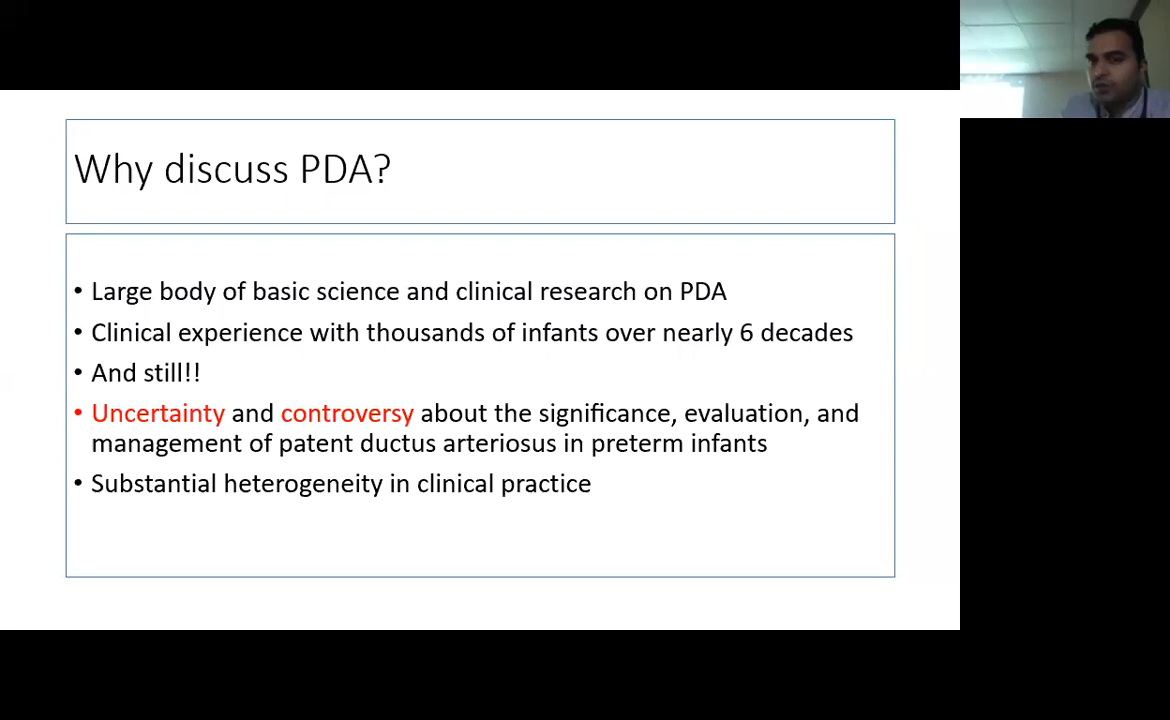 Why discuss PDA?
• Large body of basic science and clinical research on PDA
• Clinical experience with thousands of infants over nearly 6 decades
• And still!!
• Uncertainty and controversy about the significance, evaluation, and
management of patent ductus arteriosus in preterm infants
• Substantial heterogeneity in clinical practice